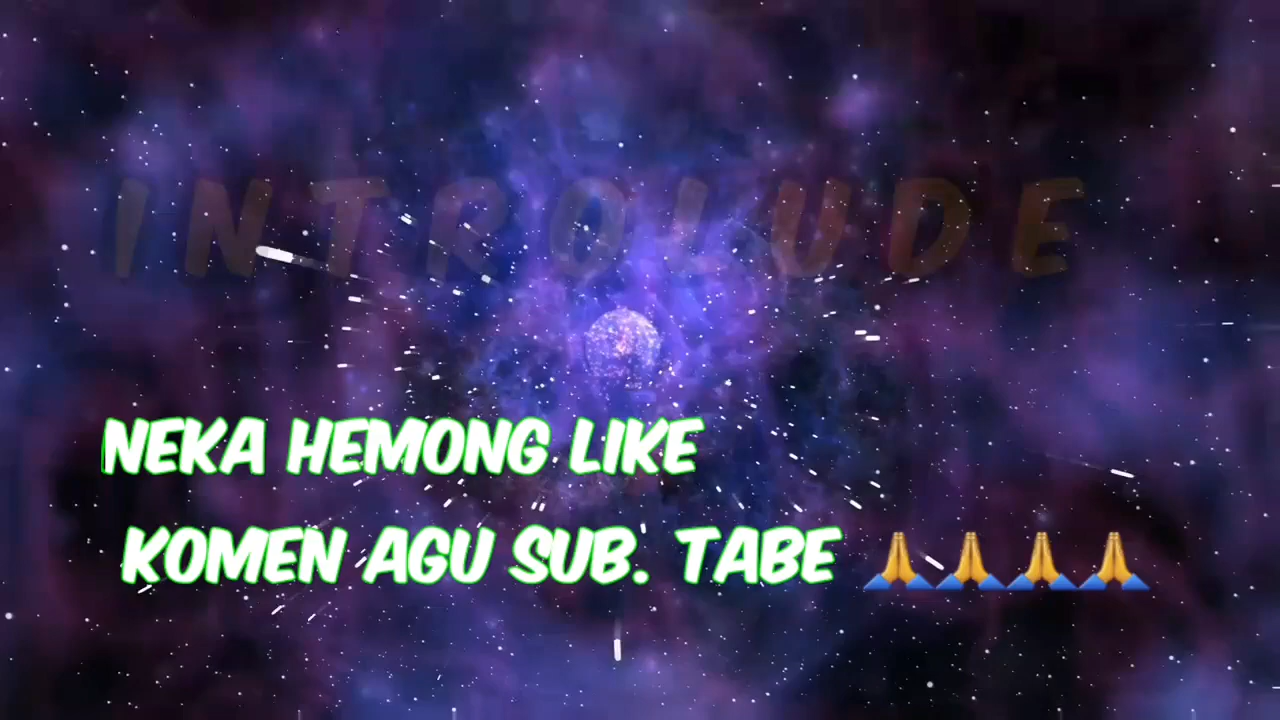 INTROLUDE
NEKA HEMONG LIKE
KOMEN AGU SUB. TABE 🙏🙏🙏🙏